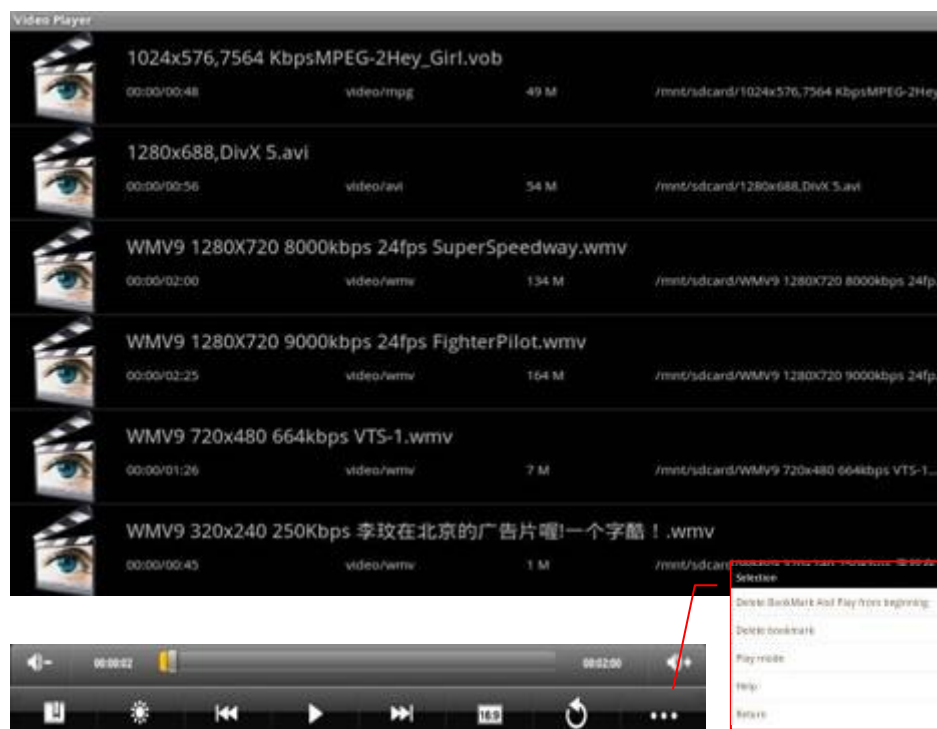 Video Player
1024x576,7564 KbpsMPEG-2Hey_Girl.vob
00:00/00:48 video/mpg 49 M /mnt/sdcard/1024x576,7564 KbpsMPEG-2Hey
1280x688,DivX 5.avi
00:00/00:56 video/avi 54 M /mnt/sdcard/1280x688,DivX 5.avi
WMV9 1280X720 8000kbps 24fps SuperSpeedway.wmv
00:00/02:00 video/wmv 134 M /mnt/sdcard/WMV9 1280X720 8000kbps 24fp..
WMV9 1280X720 9000kbps 24fps FighterPilot.wmv
00:00/02:25 video/wmv 164 M /mnt/sdcard/WMV9 1280X720 9000kbps 24fp..
WMV9 720x480 664kbps VTS-1.wmv
00:00/01:26 video/wmv 7 M /mnt/sdcard/WMV9 720x480 664kbps VTS-1...
WMV9 320x240 250Kbps 李玟在北京的广告片喔!一个字酷！.wmv
00:00/00:45 video/wmv 1 M /mnt/sdcard/WMV9 320x240 250Kbps
Selection
Delete BookMark And Play from beginning
Delete bookmark
Play mode
Help
Return
00:00:02 00:02:00
16:9